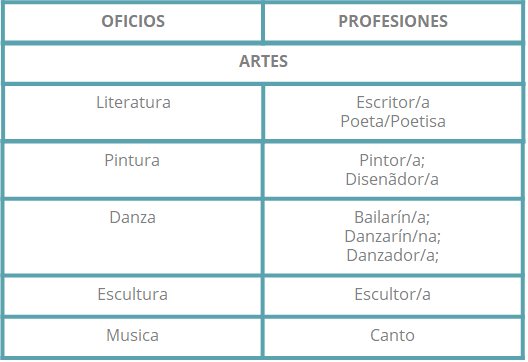 OFICIOS PROFESIONES
ARTES
Literatura Escritor/a
Poeta/Poetisa
Pintura Pintor/a;
Disenãdor/a
Danza Bailarín/a;
Danzarín/na;
Danzador/a;
Escultura Escultor/a
Musica Canto